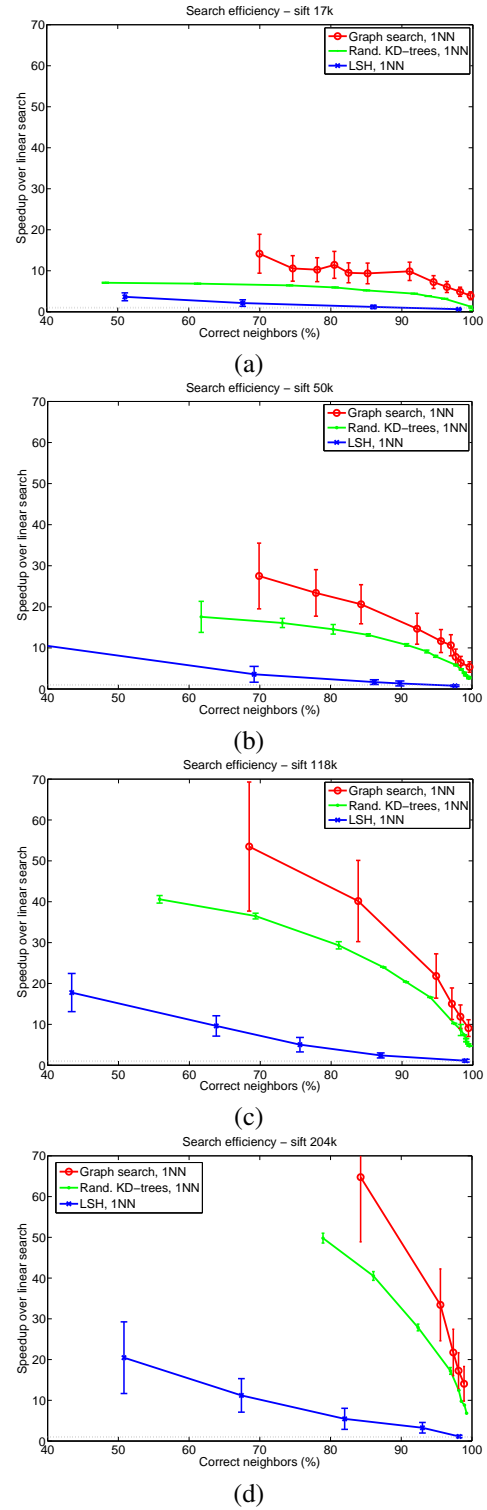 Search efficiency − sift 17k
70
60
50
40
30
20
10
0
Speedup over linear search
Graph search, 1NN
Rand. KD−trees, 1NN
LSH, 1NN
40 50 60 70 80 90 100
Correct neighbors (%)
(a)
Search efficiency − sift 50k
70
60
50
40
30
20
10
0
Speedup over linear search
Graph search, 1NN
Rand. KD−trees, 1NN
LSH, 1NN
40 50 60 70 80 90 100
Correct neighbors (%)
(b)
Search efficiency − sift 118k
70
60
50
40
30
20
10
0
Speedup over linear search
Graph search, 1NN
Rand. KD−trees, 1NN
LSH, 1NN
40 50 60 70 80 90 100
Correct neighbors (%)
(c)
Search efficiency − sift 204k
70
60
50
40
30
20
10
0
Speedup over linear search
Graph search, 1NN
Rand. KD−trees, 1NN
LSH, 1NN
40 50 60 70 80 90 100
Correct neighbors (%)
(d)